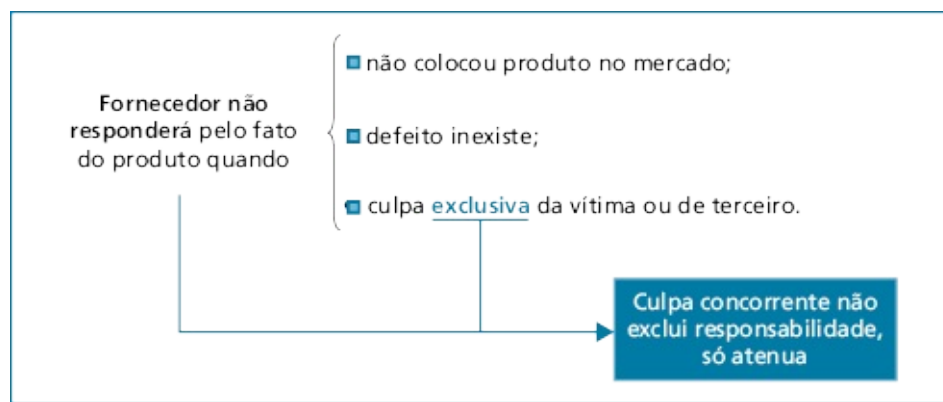 Fornecedor não
responderá pelo fato
do produto quando
não colocou produto no mercado;
defeito inexiste;
culpa exclusiva da vítima ou de terceiro.
Culpa concorrente não
exclui responsabilidade,
só atenua